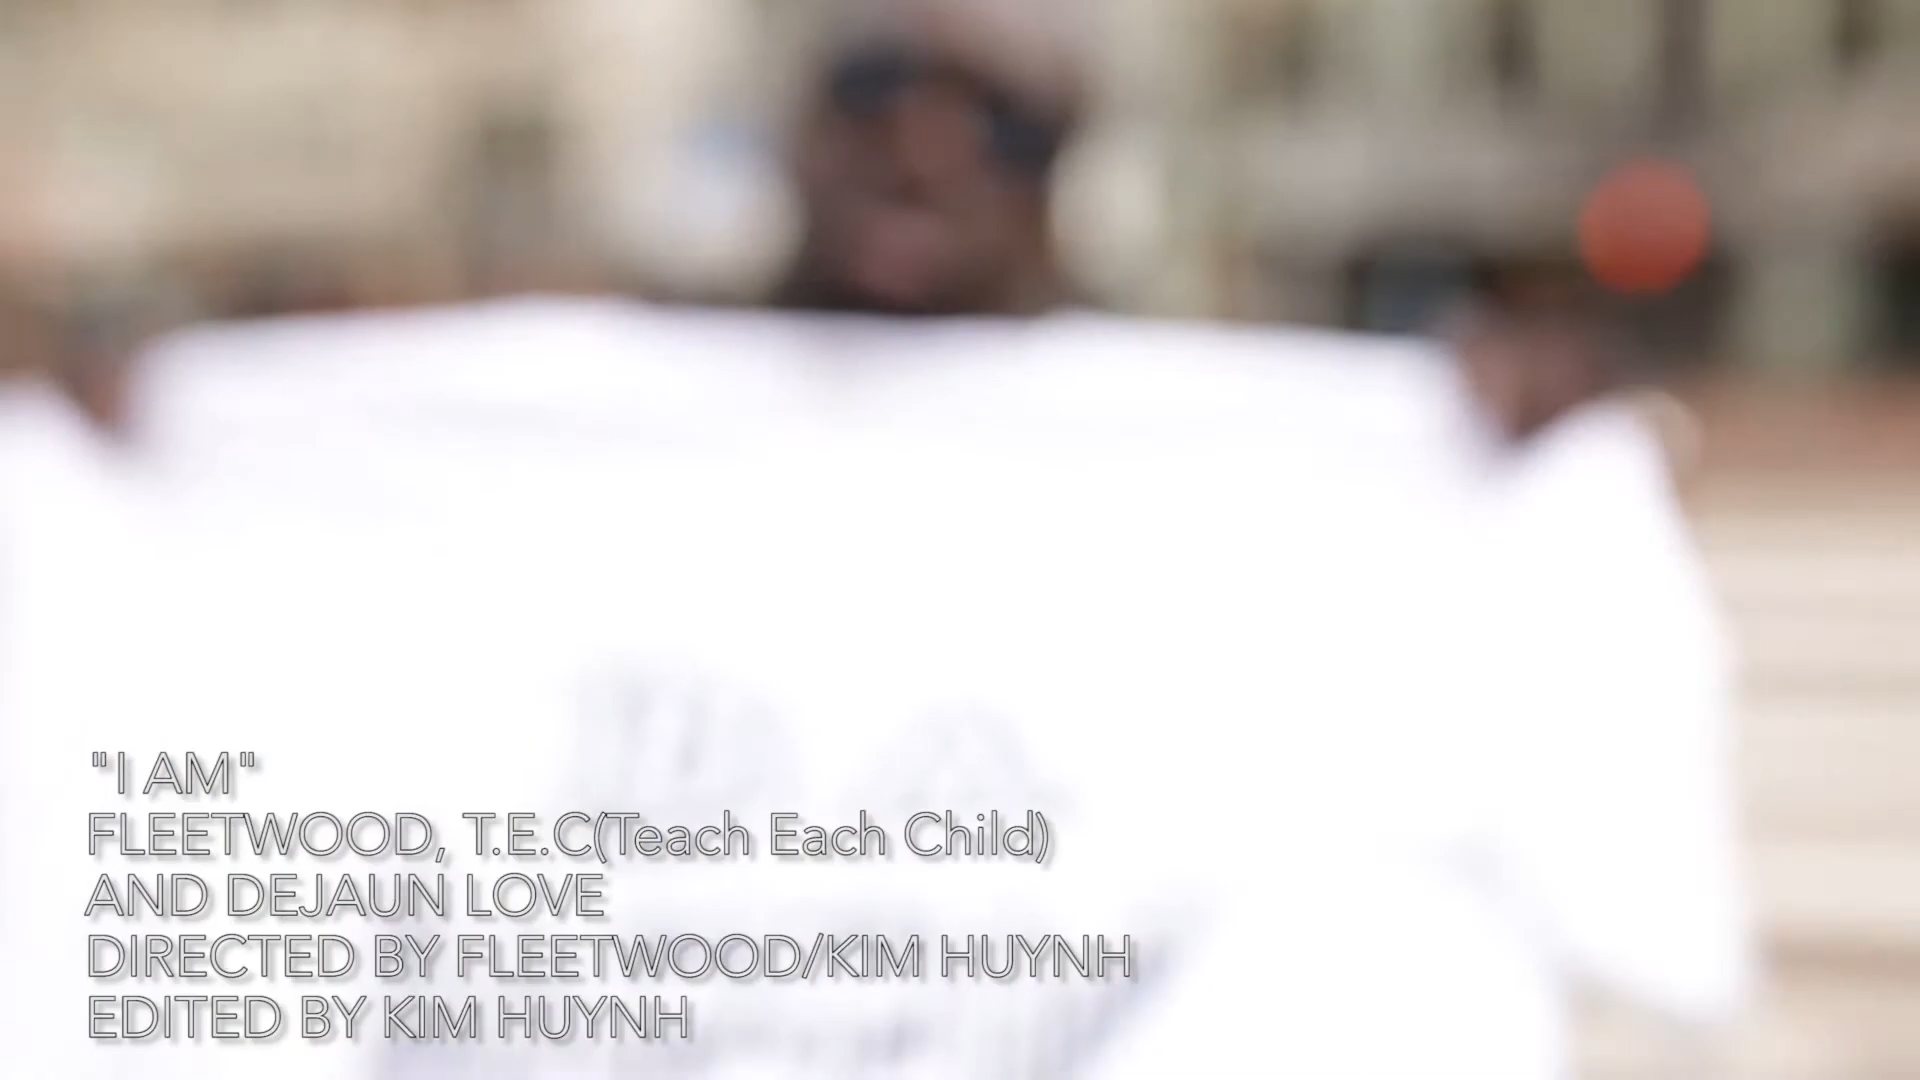 "I AM"
FLEETWOOD, T.E.C(Teach Each Child)
AND DEJAUN LOVE
DIRECTED BY FLEETWOOD/KIM HUYNH
EDITED BY KIM HUYNH